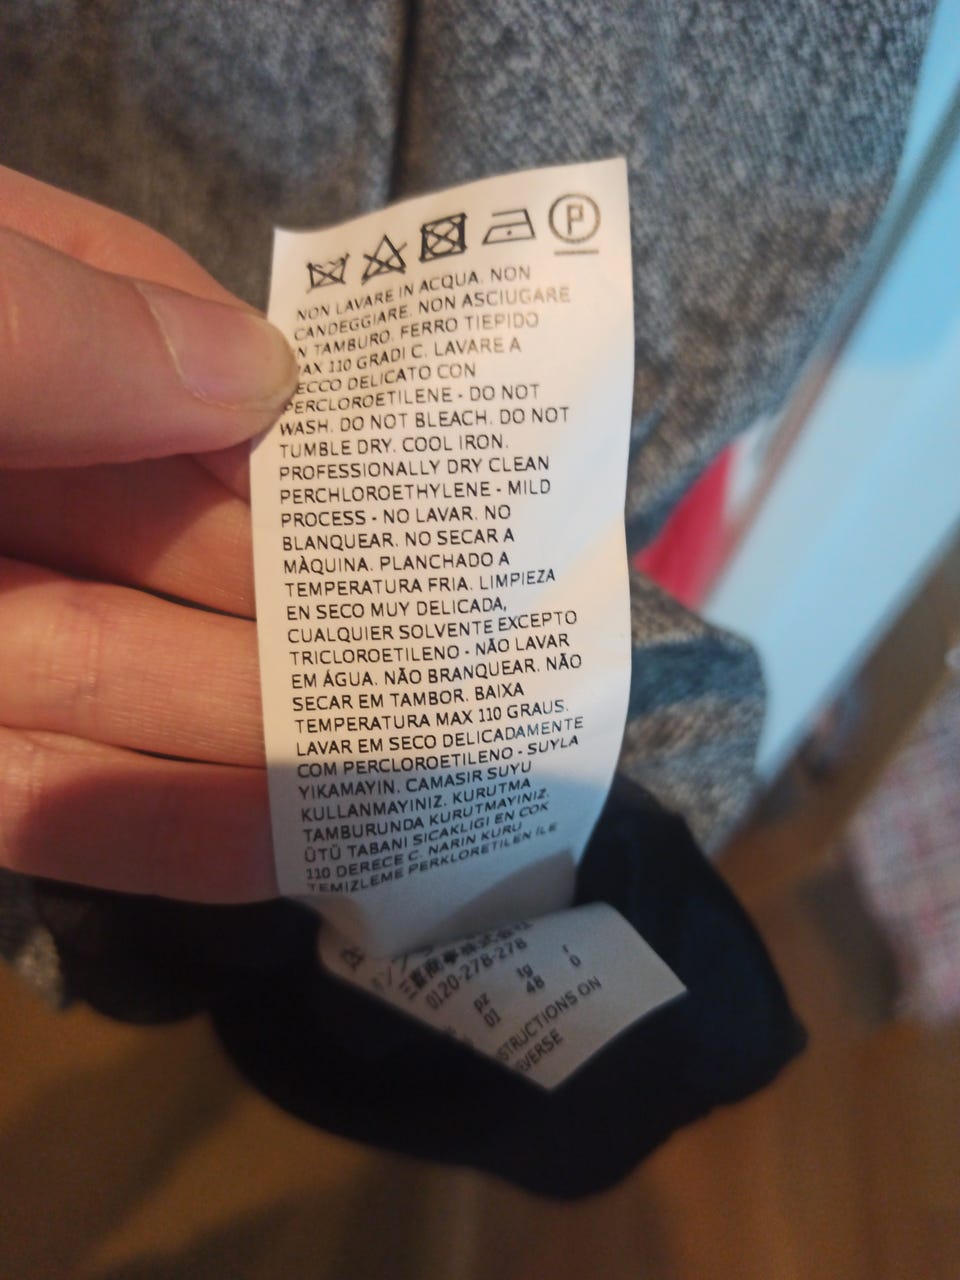 P
NON LAVARE IN ACQUA. NON
CANDEGGIARE. NON ASCIUGARE
N TAMBURO. FERRO TIEPIDO
AX 110 GRADI C. LAVARE A
ECCO DELICATO CON
PERCLOROETILENE - DO NOT
WASH. DO NOT BLEACH. DO NOT
TUMBLE DRY. COOL IRON.
PROFESSIONALLY DRY CLEAN
PERCHLOROETHYLENE - MILD
PROCESS - NO LAVAR. NO
BLANQUEAR. NO SECAR A
MÀQUINA. PLANCHADO A
TEMPERATURA FRIA. LIMPIEZA
EN SECO MUY DELICADA,
CUALQUIER SOLVENTE EXCEPTO
TRICLOROETILENO - NÃO LAVAR
EM ÁGUA. NÃO BRANQUEAR. NÃO
SECAR EM TAMBOR. BAIXA
TEMPERATURA MAX 110 GRAUS.
LAVAR EM SECO DELICADAMENTE
COM PERCLOROETILENO - SUYLA
YIKAMAYIN. CAMASIR SUYU
KULLANMAYINIZ. KURUTMA
TAMBURUNDA KURUTMAYINIZ.
ÜTÜ TABANI SICAKLIGI EN COK
110 DERECE C. NARIN KURU
TEMIZLEME PERKLORETILEN ILE
0120-278-278
pz tg r
01 48 0
STRUCTIONS ON
EVERSE